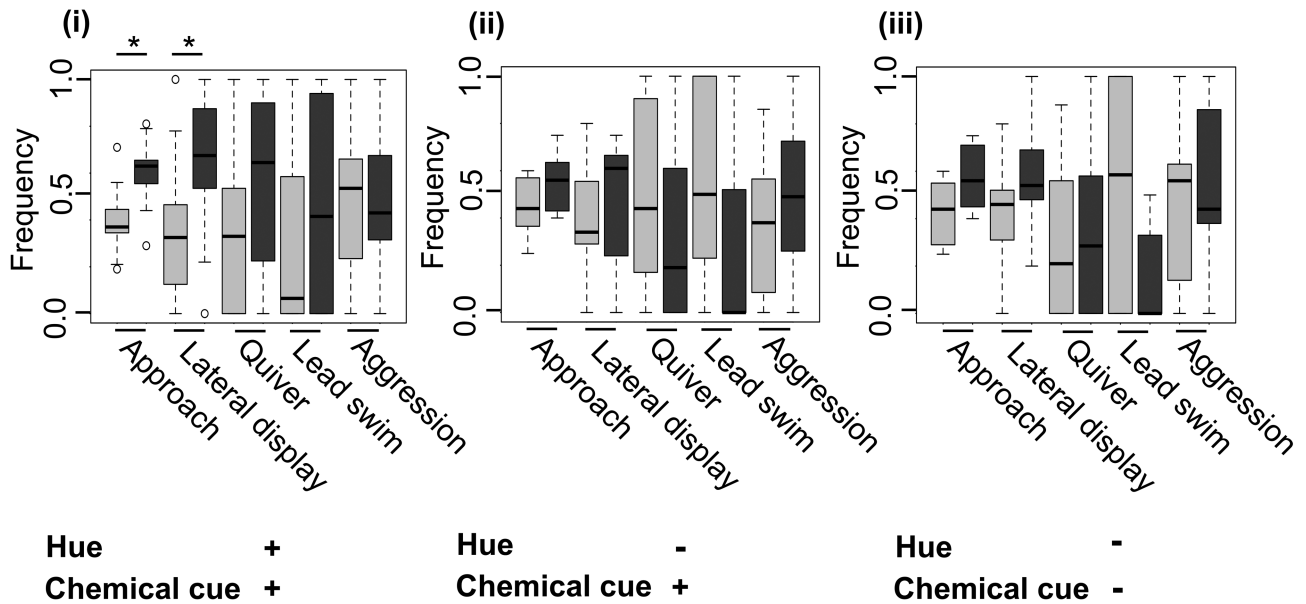 (i)
* *
Frequency
1.0
0.5
0.0
Approach
Lateral display
Quiver
Lead swim
Aggression
Hue +
Chemical cue +
(ii)
Frequency
1.0
0.5
0.0
Approach
Lateral display
Quiver
Lead swim
Aggression
Hue -
Chemical cue +
(iii)
Frequency
1.0
0.5
0.0
Approach
Lateral display
Quiver
Lead swim
Aggression
Hue -
Chemical cue -